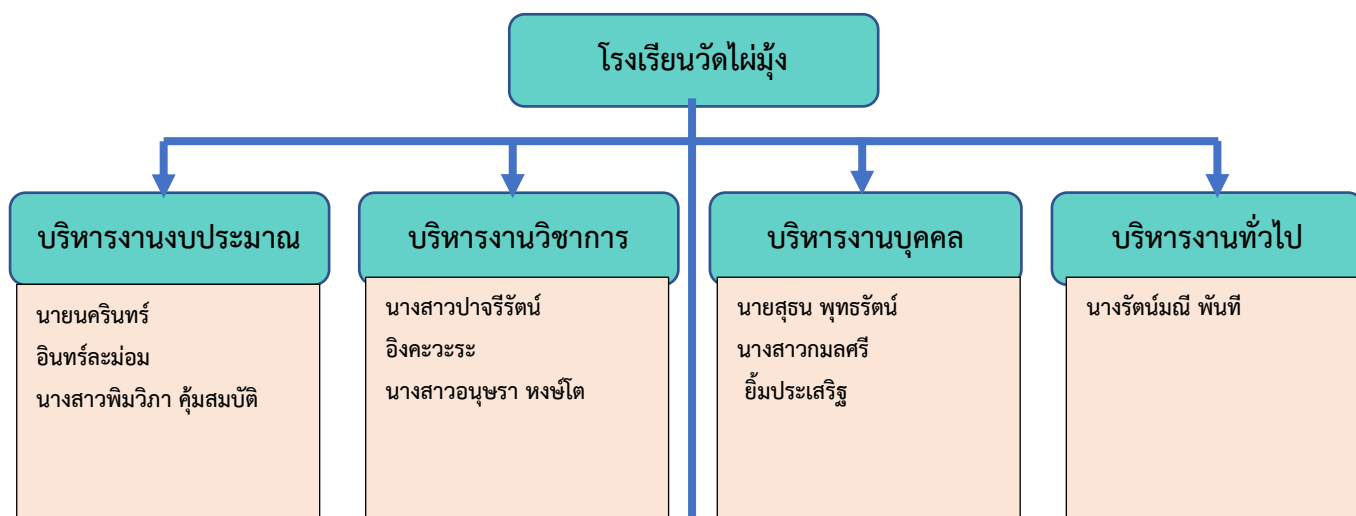 โรงเรียนวัดไผ่มุ้ง
บริหารงานงบประมาณ
นายนครินทร์
อินทร์ละม่อม
นางสาวพิมวิภา คุ้มสมบัติ
บริหารงานวิชาการ
นางสาวปาจรีรัตน์
อิงคะวะระ
นางสาวอนุษรา หงษ์โต
บริหารงานบุคคล
นายสุธน พุทธรัตน์
นางสาวกมลศรี
ยิ้มประเสริฐ
บริหารงานทั่วไป
นางรัตน์มณี พันที